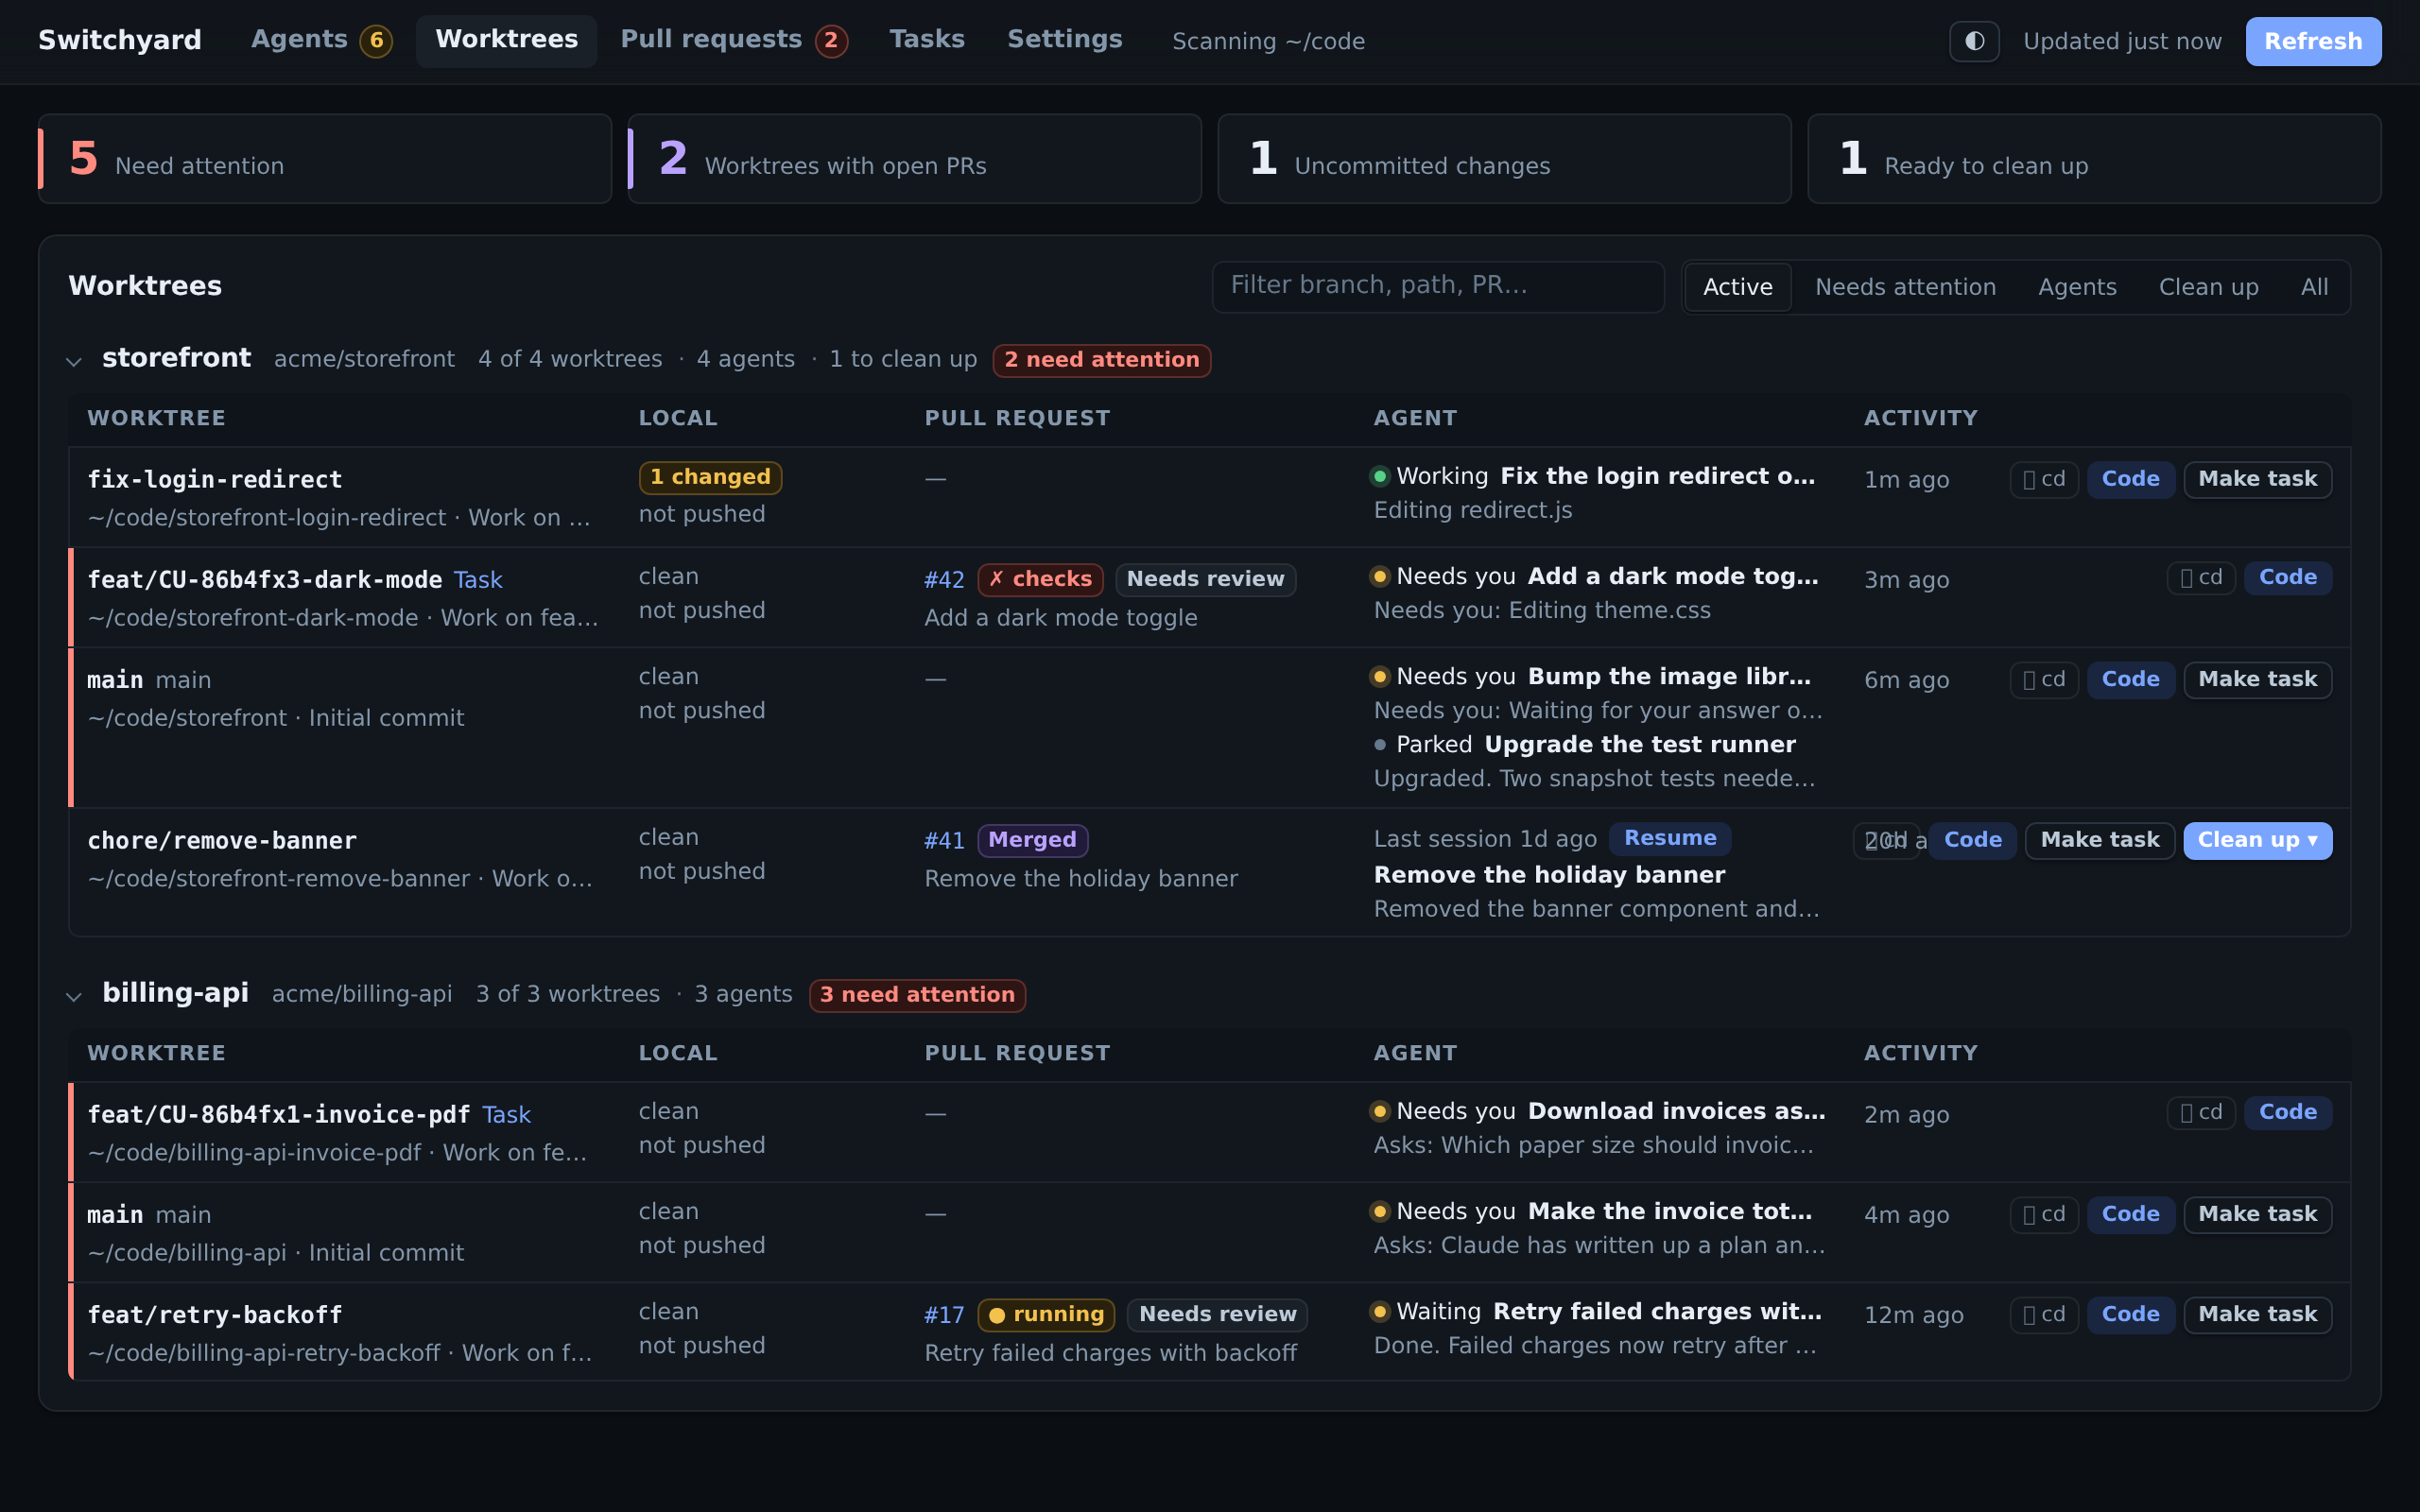 Switchyard Agents 6 Worktrees Pull requests 2 Tasks Settings Scanning ~/code Updated just now Refresh
5 Need attention 2 Worktrees with open PRs 1 Uncommitted changes 1 Ready to clean up
Worktrees Filter branch, path, PR… Active Needs attention Agents Clean up All
storefront acme/storefront 4 of 4 worktrees · 4 agents · 1 to clean up 2 need attention
WORKTREE LOCAL PULL REQUEST AGENT ACTIVITY
fix-login-redirect 1 changed — Working Fix the login redirect o… 1m ago cd Code Make task
~/code/storefront-login-redirect · Work on … not pushed Editing redirect.js
feat/CU-86b4fx3-dark-mode Task clean #42 ✗ checks Needs review Needs you Add a dark mode tog… 3m ago cd Code
~/code/storefront-dark-mode · Work on fea… not pushed Add a dark mode toggle Needs you: Editing theme.css
main main clean — Needs you Bump the image libr… 6m ago cd Code Make task
~/code/storefront · Initial commit not pushed Needs you: Waiting for your answer o…
Parked Upgrade the test runner
Upgraded. Two snapshot tests neede…
chore/remove-banner clean #41 Merged Last session 1d ago Resume 20h a cd Code Make task Clean up ▾
~/code/storefront-remove-banner · Work o… not pushed Remove the holiday banner Remove the holiday banner
Removed the banner component and…
billing-api acme/billing-api 3 of 3 worktrees · 3 agents 3 need attention
WORKTREE LOCAL PULL REQUEST AGENT ACTIVITY
feat/CU-86b4fx1-invoice-pdf Task clean — Needs you Download invoices as… 2m ago cd Code
~/code/billing-api-invoice-pdf · Work on fe… not pushed Asks: Which paper size should invoic…
main main clean — Needs you Make the invoice tot… 4m ago cd Code Make task
~/code/billing-api · Initial commit not pushed Asks: Claude has written up a plan an…
feat/retry-backoff clean #17 ● running Needs review Waiting Retry failed charges wit… 12m ago cd Code Make task
~/code/billing-api-retry-backoff · Work on f… not pushed Retry failed charges with backoff Done. Failed charges now retry after …